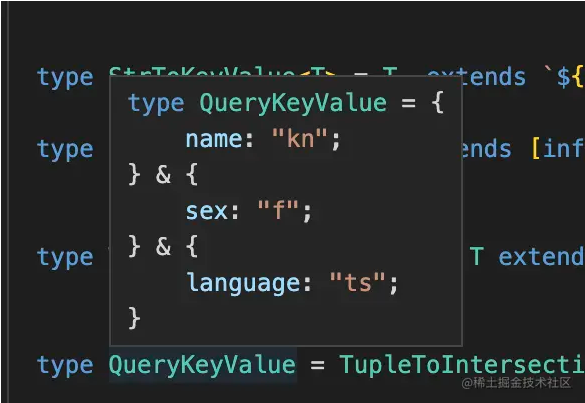 type StrToKeyValue<T> = T extends `${
type QueryKeyValue = {
name: "kn";
type ends [inf
} & {
sex: "f";
} & {
type T extend
language: "ts";
}
type QueryKeyValue = TupleToIntersecti
@稀土掘金技术社区